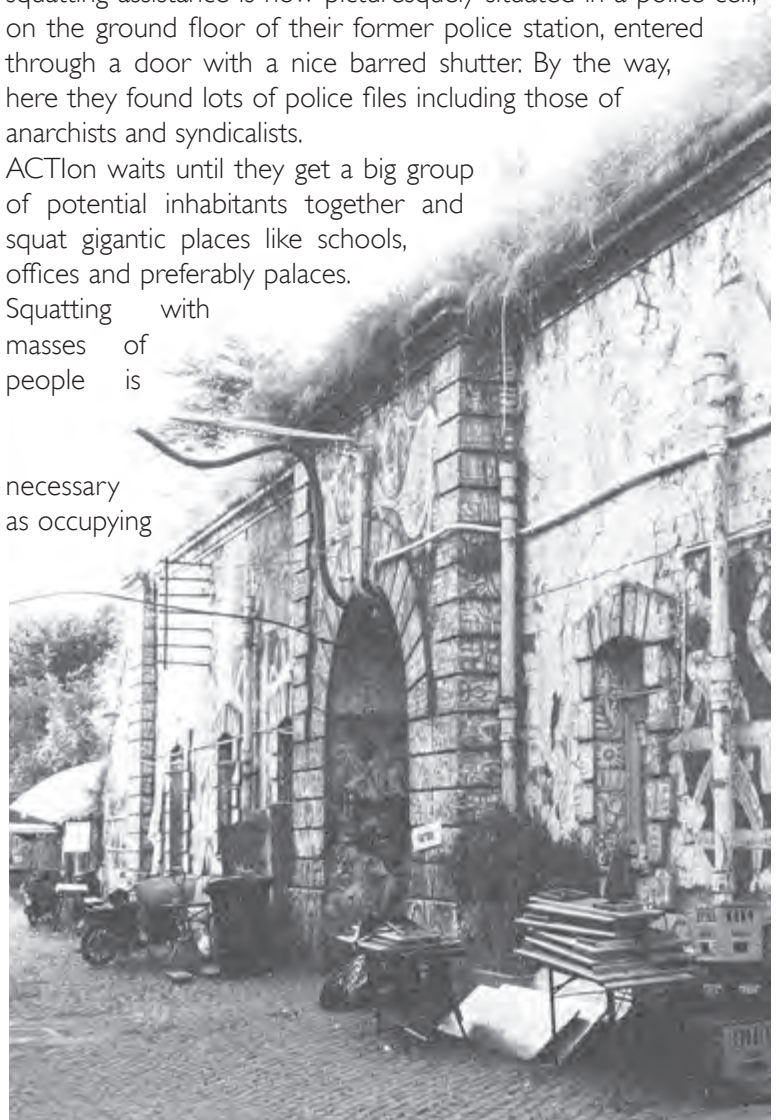 squatting assistance is now picturesquely situated in a police cell,
on the ground floor of their former police station, entered
through a door with a nice barred shutter. By the way,
here they found lots of police files including those of
anarchists and syndicalists.
ACTIon waits until they get a big group
of potential inhabitants together and
squat gigantic places like schools,
offices and preferably palaces.
Squatting with
masses of
people is
necessary
as occupying